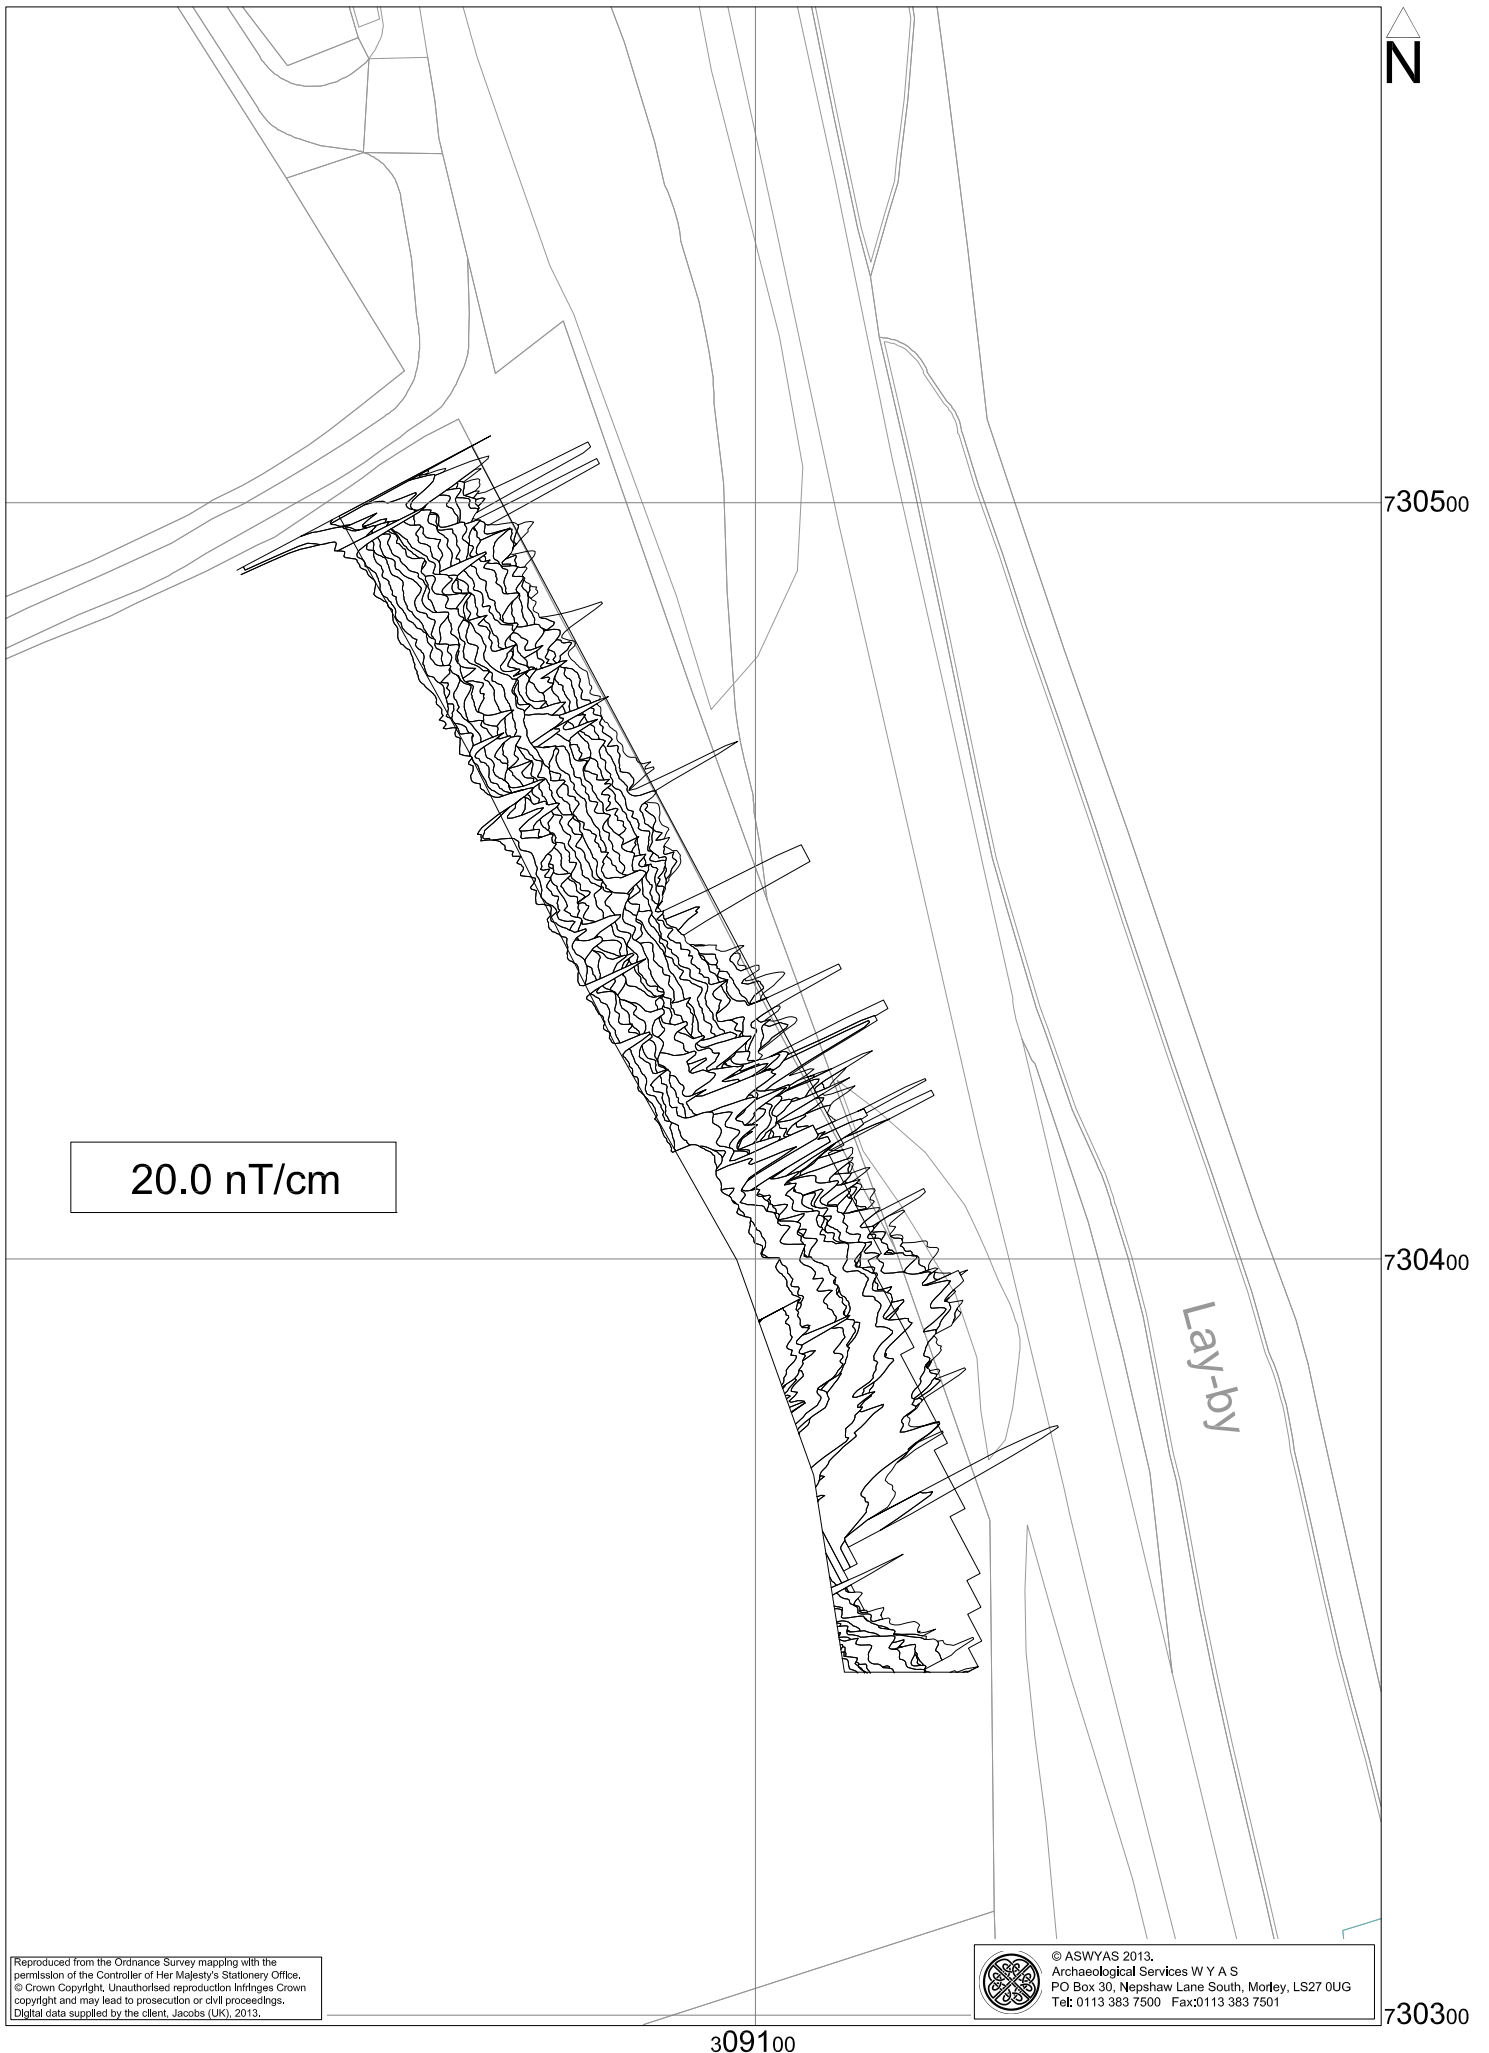 N
730500
20.0 nT/cm
730400
Lay-by
Reproduced from the Ordnance Survey mapping with the
permission of the Controller of Her Majesty's Stationery Office.
© Crown Copyright. Unauthorised reproduction infringes Crown
copyright and may lead to prosecution or civil proceedings.
Digital data supplied by the client, Jacobs (UK), 2013.
© ASWYAS 2013.
Archaeological Services W Y A S
PO Box 30, Nepshaw Lane South, Morley, LS27 0UG
Tel: 0113 383 7500 Fax:0113 383 7501
730300
309100